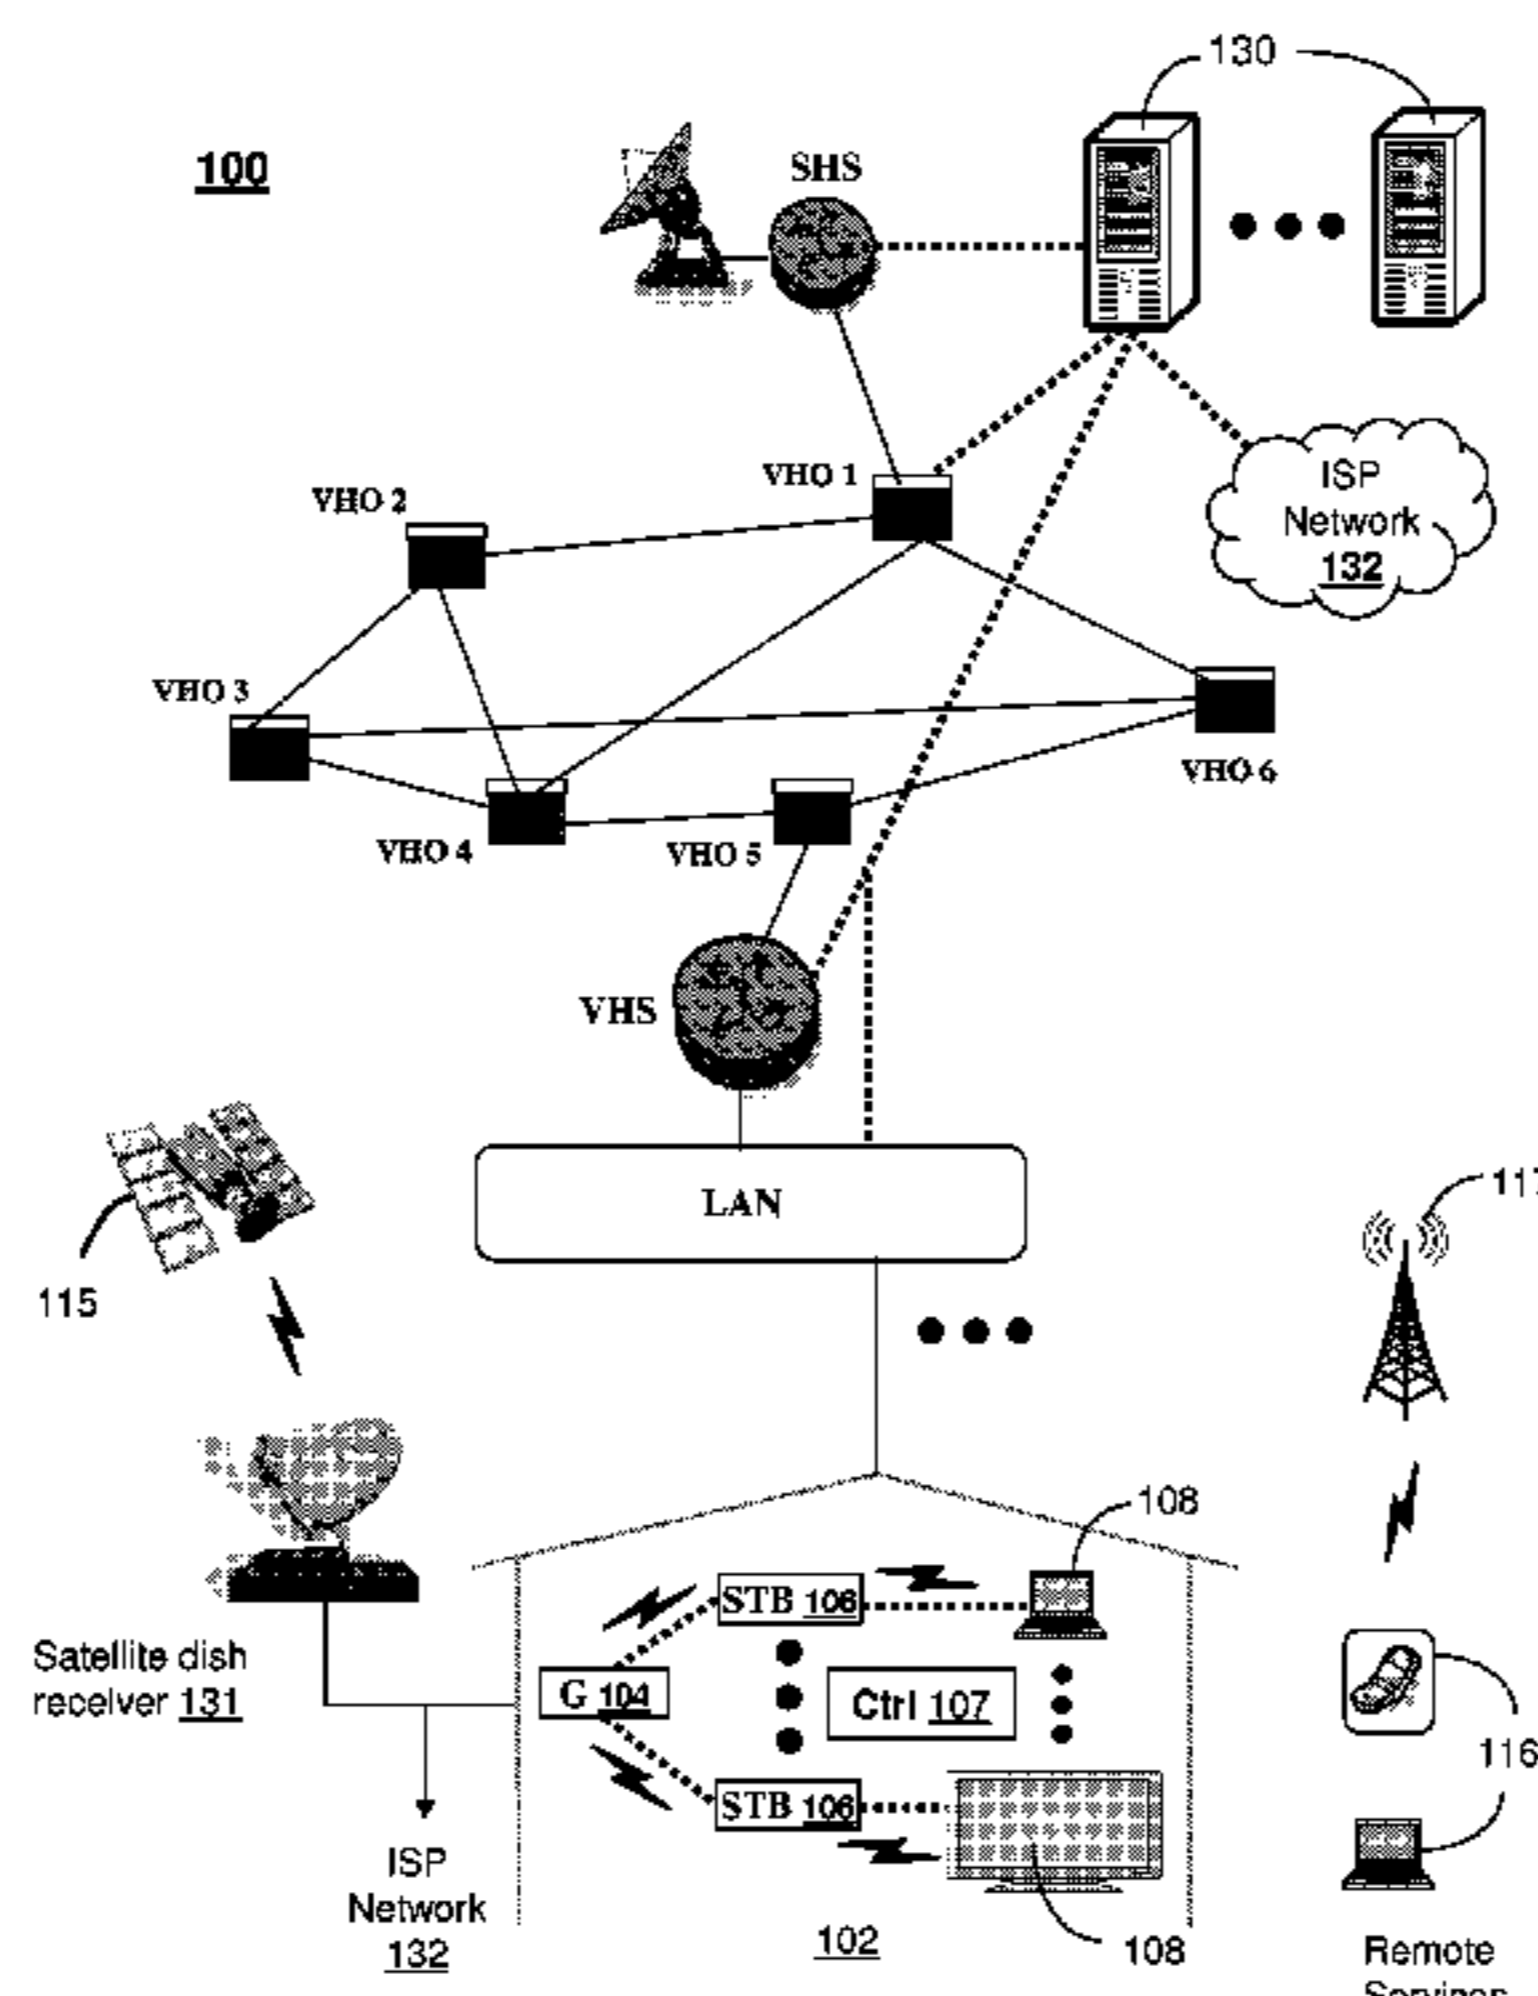 130
100
SHS
VHO 1
ISP
Network
132
VHO 2
VHO 3
VHO 6
VHO 4
VHO 5
VHS
LAN
117
115
108
STB 106
Satellite dish
receiver 131
G 104
Ctrl 107
116
STB 106
ISP
Network
132
102
108
Remote
Services